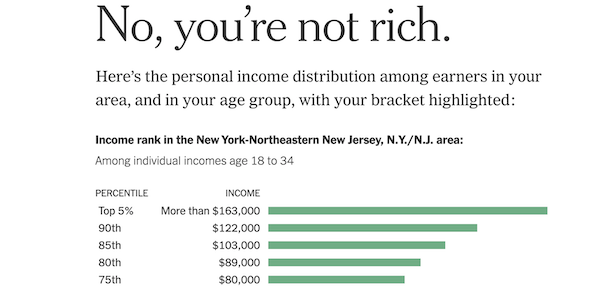 No, you’re not rich.
Here’s the personal income distribution among earners in your
area, and in your age group, with your bracket highlighted:
Income rank in the New York-Northeastern New Jersey, N.Y./N.J. area:
Among individual incomes age 18 to 34
PERCENTILE INCOME
Top 5% More than $163,000
90th $122,000
85th $103,000
80th $89,000
75th $80,000